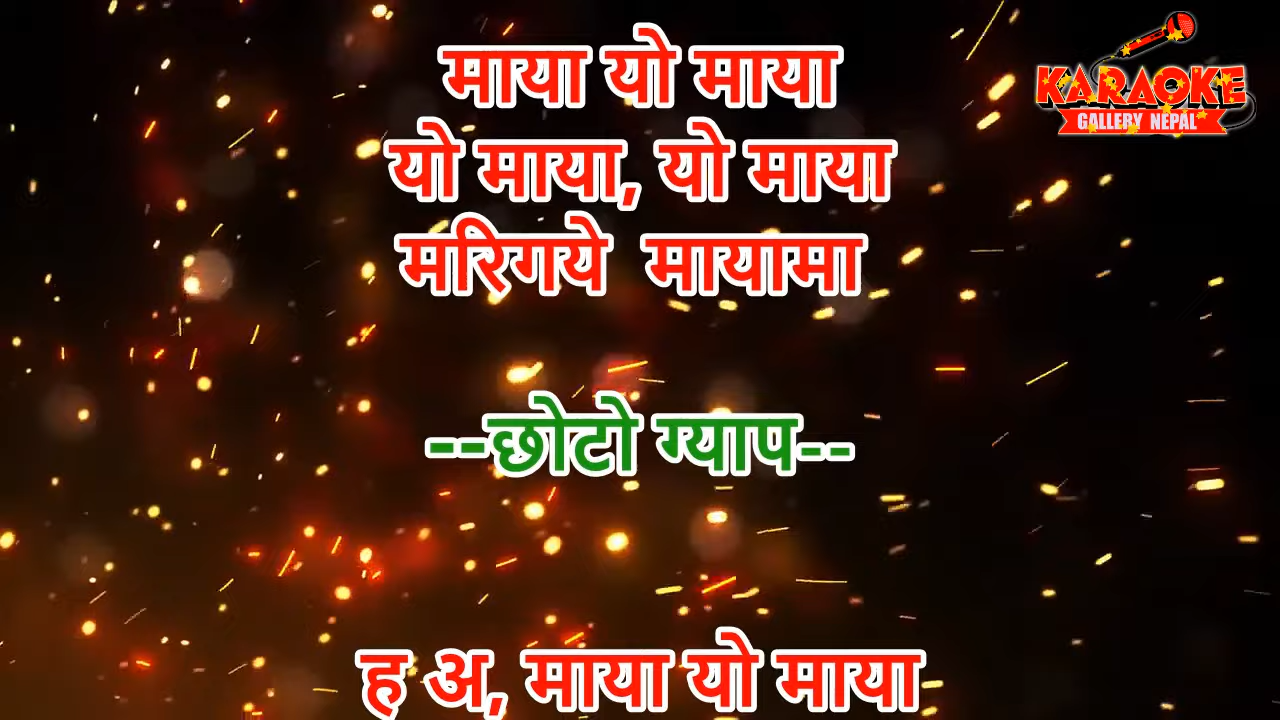 माया यो माया
KARAOKE
GALLERY NEPAL
यो माया, यो माया
मरिगये मायामा
--छोटो ग्याप--
ह अ, माया यो माया